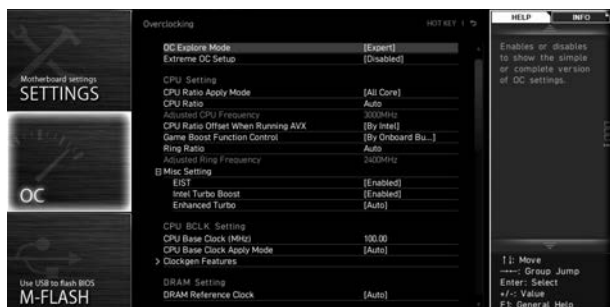 Overclocking
HOT KEY
HELP
INFO
Motherboard settings
SETTINGS
OC
Use USB to flash BIOS
M-FLASH
OC Explore Mode [Expert]
Extreme OC Setup [Disabled]
CPU Setting
CPU Ratio Apply Mode [All Core]
CPU Ratio Auto
Adjusted CPU Frequency 3000MHz
CPU Ratio Offset When Running AVX [By Intel]
Game Boost Function Control [By Onboard Bu...]
Ring Ratio Auto
Adjusted Ring Frequency 2400MHz
Misc Setting
EIST [Enabled]
Intel Turbo Boost [Enabled]
Enhanced Turbo [Auto]
CPU BCLK Setting
CPU Base Clock (MHz) 100.00
CPU Base Clock Apply Mode [Auto]
> Clockgen Features
DRAM Setting
DRAM Reference Clock [Auto]
Enables or disables
to show the simple
or complete version
of OC settings.
↑↓: Move
→←: Group Jump
Enter: Select
+/-: Value
F1: General Help